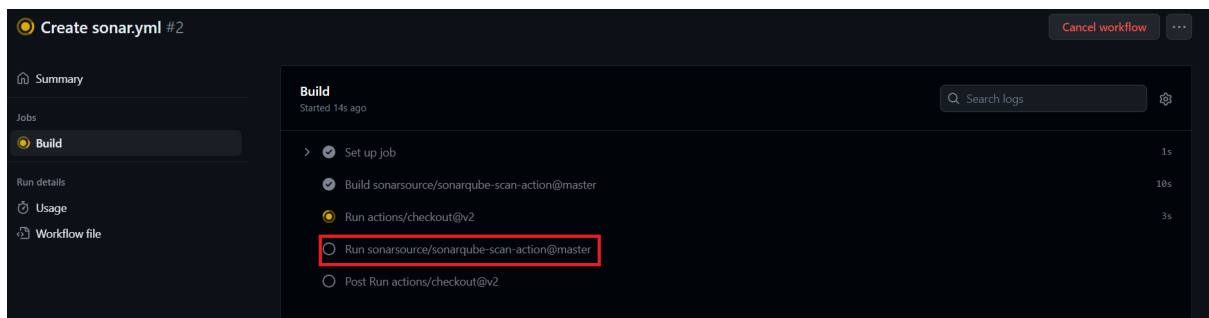 Create sonar.yml #2
Cancel workflow
Summary
Jobs
Build
Run details
Usage
Workflow file
Build
Started 14s ago
Search logs
Set up job 1s
Build sonarsource/sonarqube-scan-action@master 10s
Run actions/checkout@v2 3s
Run sonarsource/sonarqube-scan-action@master
Post Run actions/checkout@v2